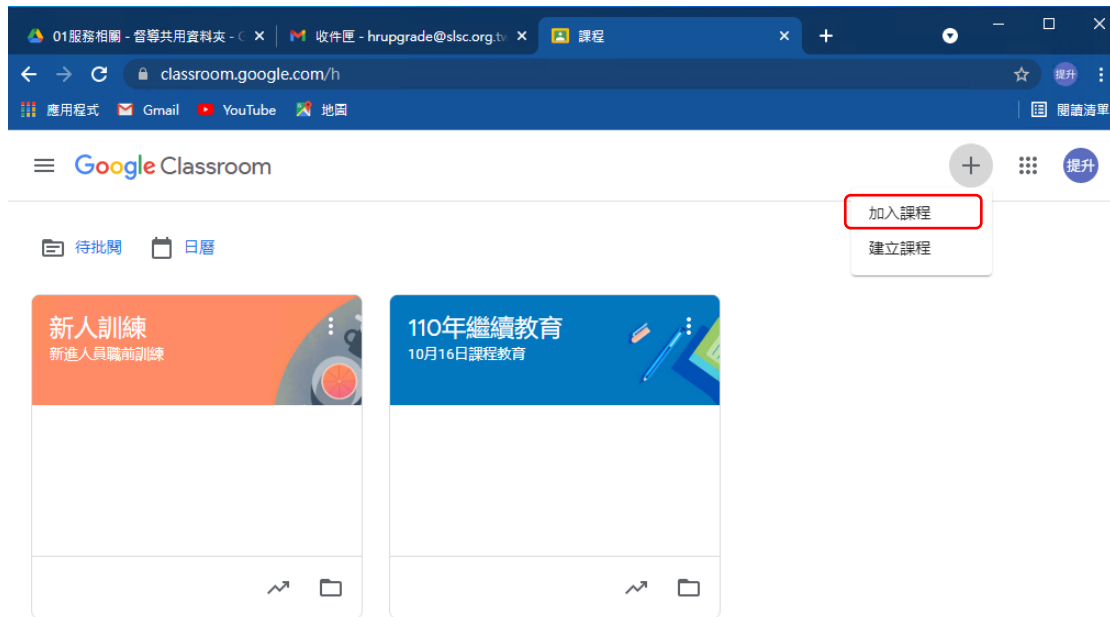 01服務相關 - 督導共用資料夾 -
收件匣 - hrupgrade@slsc.org.tw
課程
classroom.google.com/h
提升
應用程式
Gmail
YouTube
地圖
閱讀清單
Google Classroom
提升
加入課程
建立課程
待批閱
日曆
新人訓練
新進人員職前訓練
110年繼續教育
10月16日課程教育